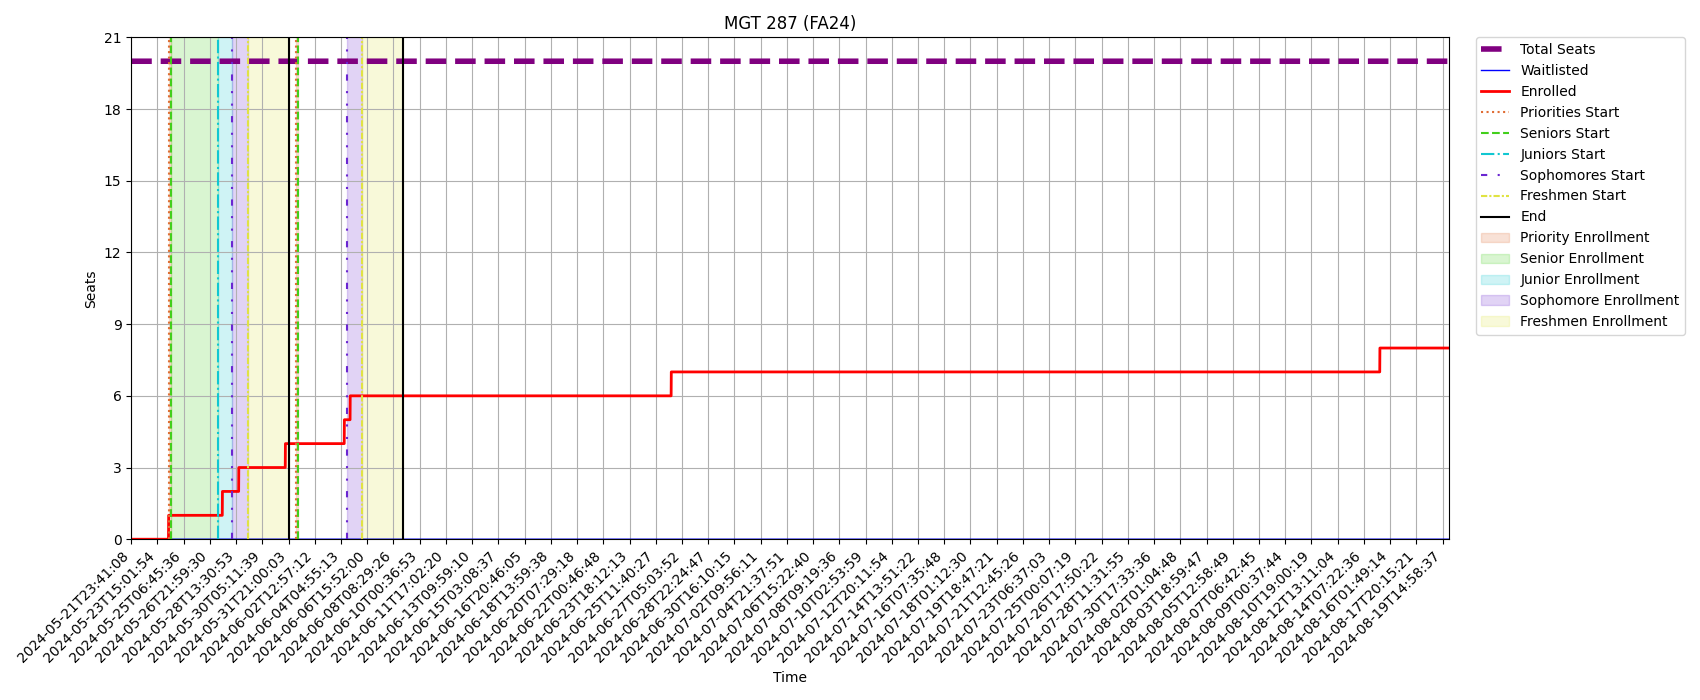 MGT 287 (FA24)
21
18
15
12
9
6
3
0
Seats
2024-05-21T23:41:08
2024-05-23T15:01:54
2024-05-25T06:45:36
2024-05-26T21:59:30
2024-05-28T13:30:53
2024-05-30T05:11:39
2024-05-31T21:00:03
2024-06-02T12:57:12
2024-06-04T04:55:13
2024-06-06T15:52:00
2024-06-08T08:29:26
2024-06-10T00:36:53
2024-06-11T17:02:20
2024-06-13T09:59:10
2024-06-15T03:08:37
2024-06-16T20:46:05
2024-06-18T13:59:38
2024-06-20T07:29:18
2024-06-22T00:46:48
2024-06-23T18:12:13
2024-06-25T11:40:27
2024-06-27T05:03:52
2024-06-28T22:24:47
2024-06-30T16:10:15
2024-07-02T09:56:11
2024-07-04T21:37:51
2024-07-06T15:22:40
2024-07-08T09:19:36
2024-07-10T02:53:59
2024-07-12T20:11:54
2024-07-14T13:51:22
2024-07-16T07:35:48
2024-07-18T01:12:30
2024-07-19T18:47:21
2024-07-21T12:45:26
2024-07-23T06:37:03
2024-07-25T00:07:19
2024-07-26T17:50:22
2024-07-28T11:31:55
2024-07-30T17:33:36
2024-08-02T01:04:48
2024-08-03T18:59:47
2024-08-05T12:58:49
2024-08-07T06:42:45
2024-08-09T00:37:44
2024-08-10T19:00:19
2024-08-12T13:11:04
2024-08-14T07:22:36
2024-08-16T01:49:14
2024-08-17T20:15:21
2024-08-19T14:58:37
Time
Total Seats
Waitlisted
Enrolled
Priorities Start
Seniors Start
Juniors Start
Sophomores Start
Freshmen Start
End
Priority Enrollment
Senior Enrollment
Junior Enrollment
Sophomore Enrollment
Freshmen Enrollment